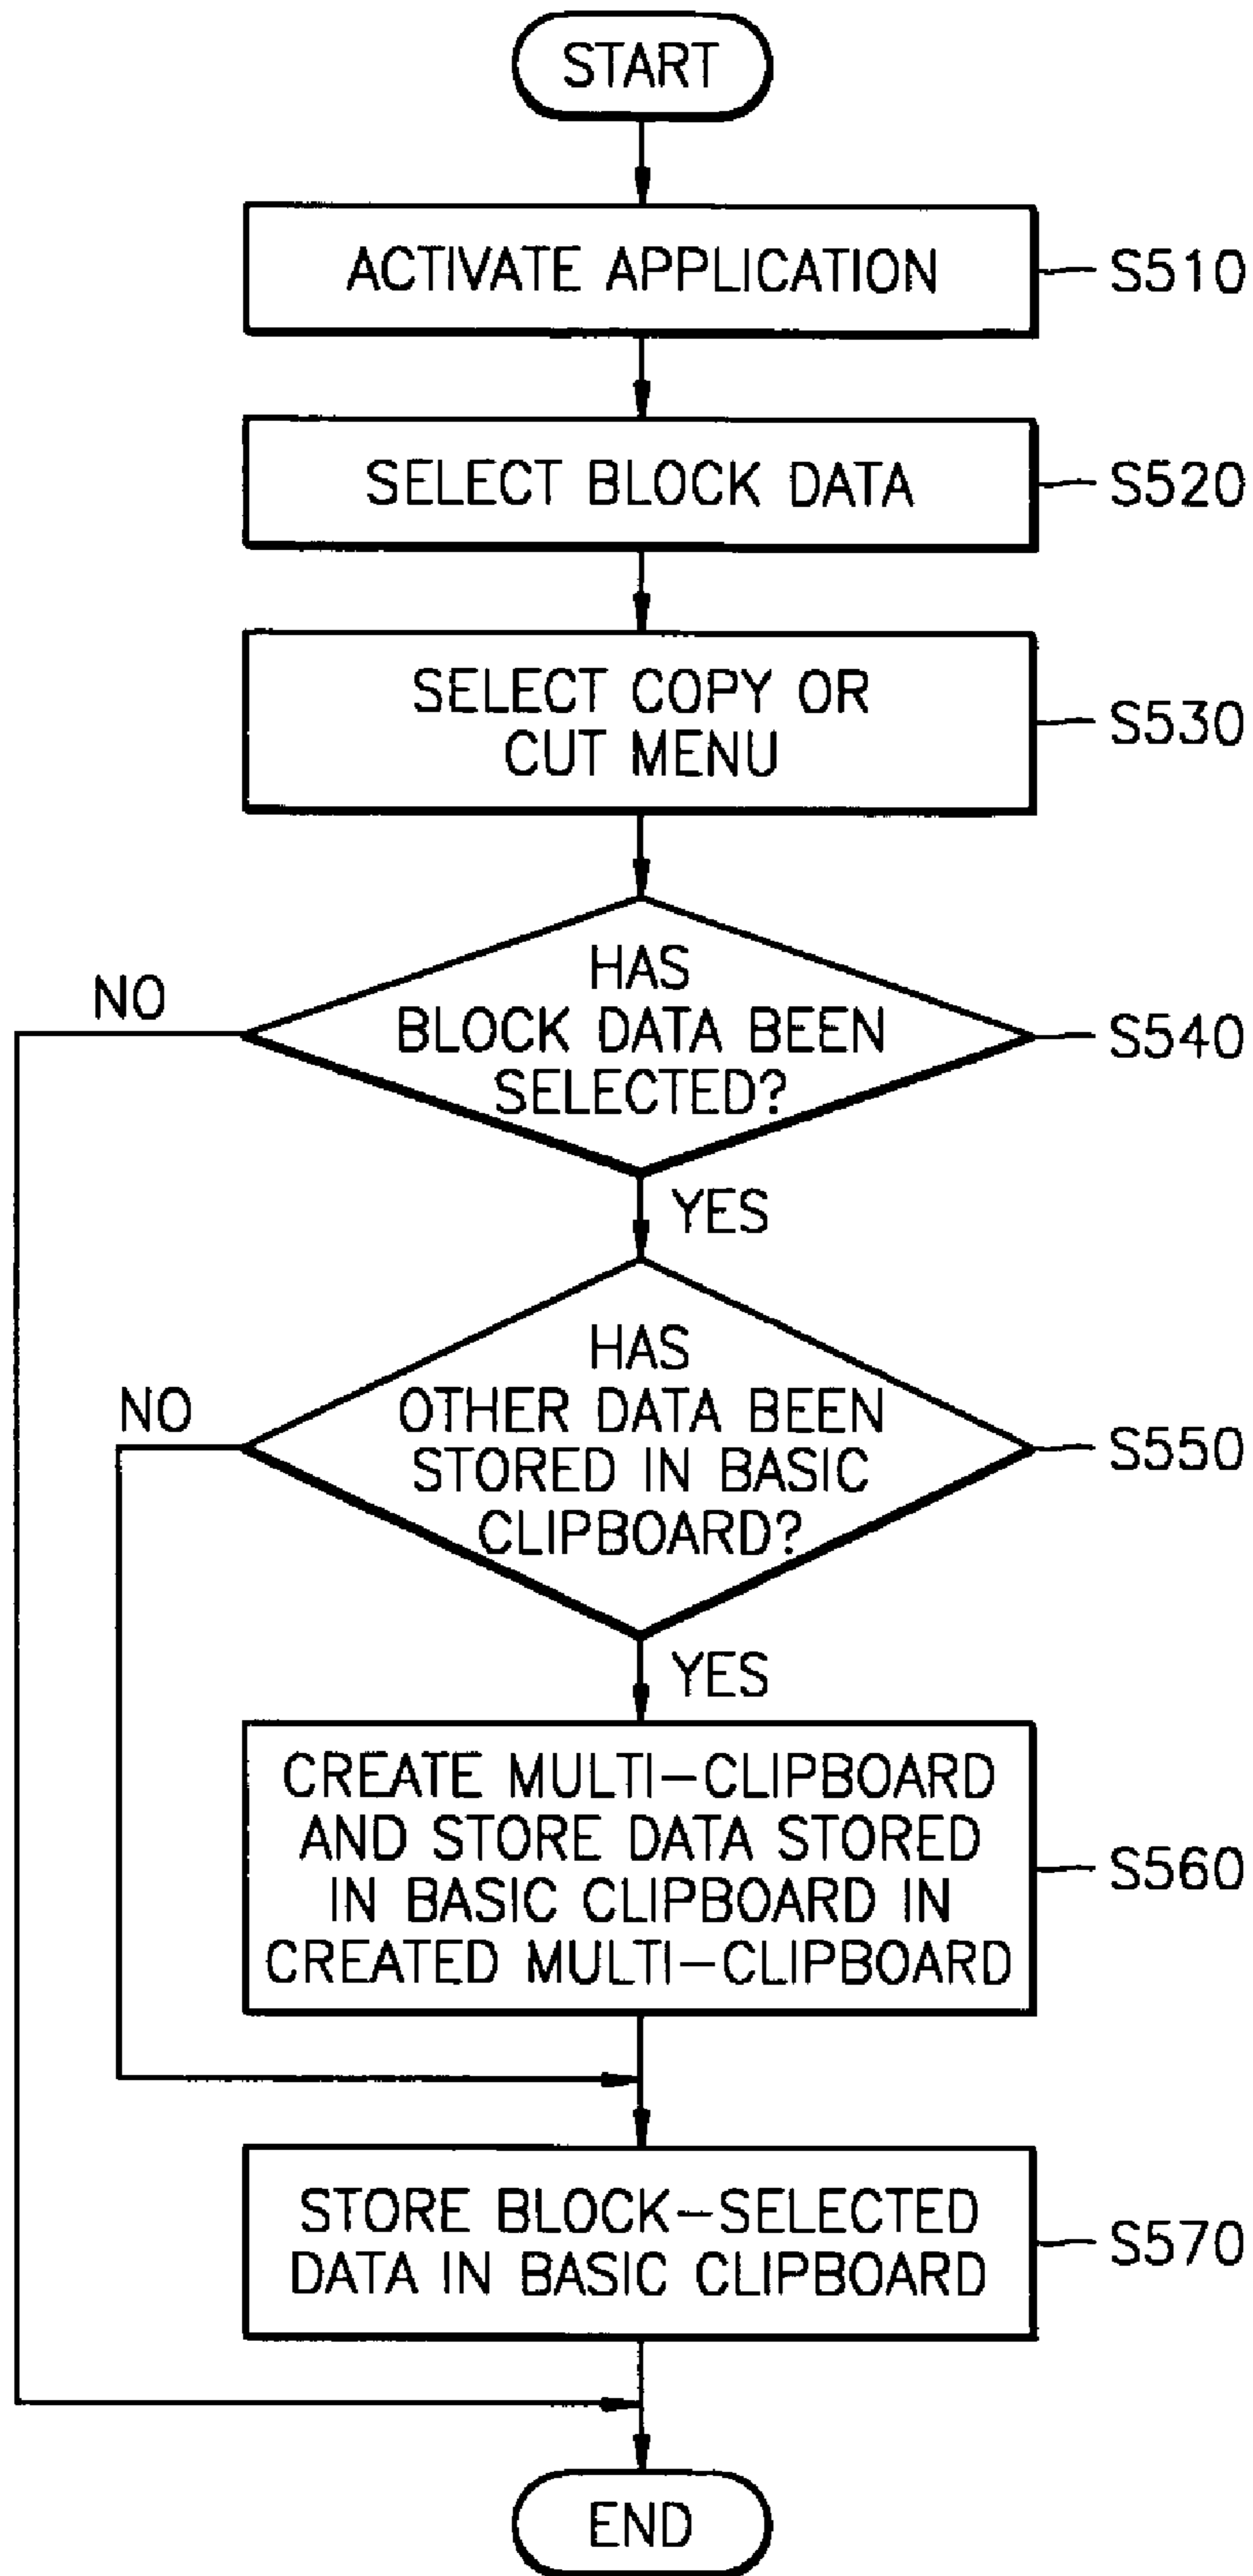 START
ACTIVATE APPLICATION
S510
SELECT BLOCK DATA
S520
SELECT COPY OR
CUT MENU
S530
HAS
BLOCK DATA BEEN
SELECTED?
NO
S540
YES
HAS
OTHER DATA BEEN
STORED IN BASIC
CLIPBOARD?
NO
S550
YES
CREATE MULTI-CLIPBOARD
AND STORE DATA STORED
IN BASIC CLIPBOARD IN
CREATED MULTI-CLIPBOARD
S560
STORE BLOCK-SELECTED
DATA IN BASIC CLIPBOARD
S570
END